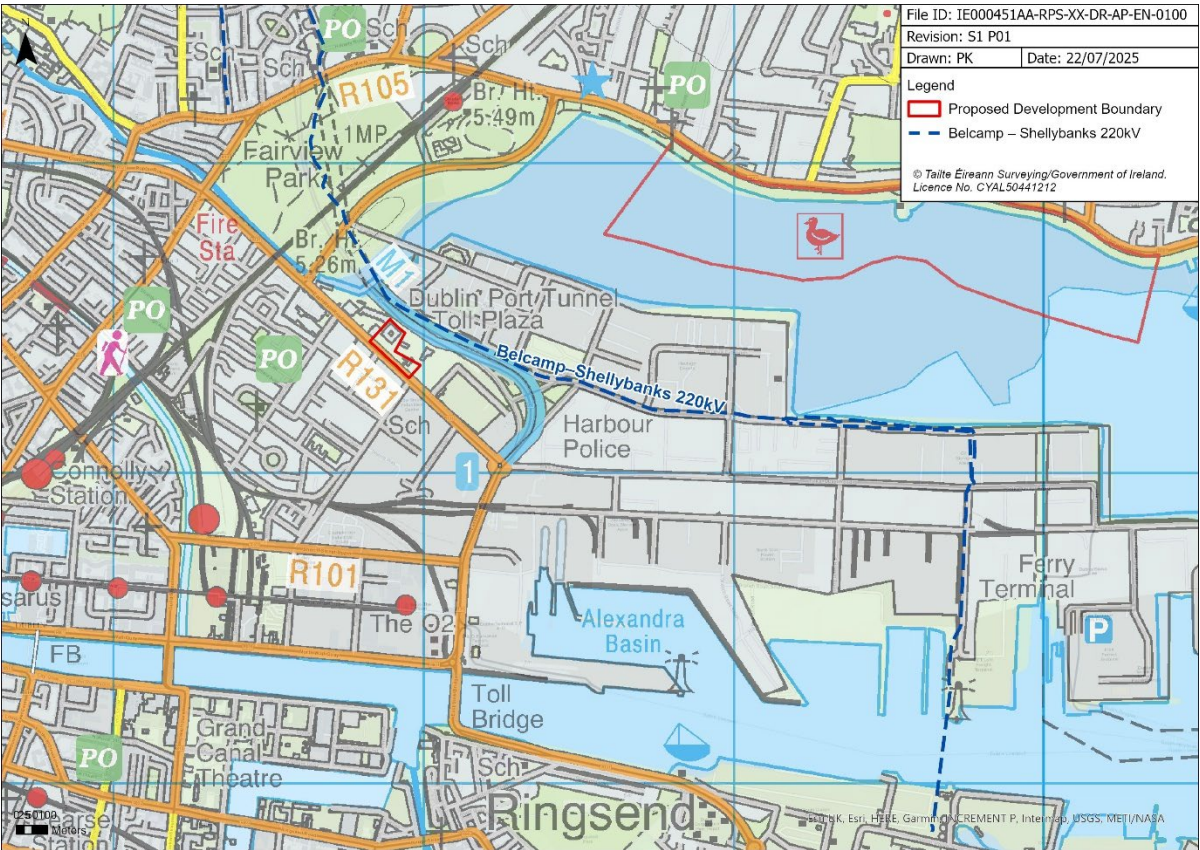 File ID: IE000451AA-RPS-XX-DR-AP-EN-0100
Revision: S1 P01
Drawn: PK
Date: 22/07/2025
Legend
Proposed Development Boundary
Belcamp – Shellybanks 220kV
© Tailte Éireann Surveying/Government of Ireland.
Licence No. CYAL50441212
PO
Sch
Sch
Sch
Sch
R105
Br. Ht.
5.49m
PO
1MP
Fairview
Park
Fire
Sta
Br. Ht.
5.26m
M1
Dublin Port Tunnel
Toll Plaza
PO
PO
R131
Belcamp–Shellybanks 220kV
Sch
Harbour
Police
1
Connolly
Station
R101
Ferry
Terminal
sarus
The O2
Alexandra
Basin
P
FB
Toll
Bridge
Grand
Canal
Theatre
PO
Sch
Ringsend
Meters
Station
Esri UK, Esri, HERE, Garmin, INCREMENT P, Intermap, USGS, METI/NASA